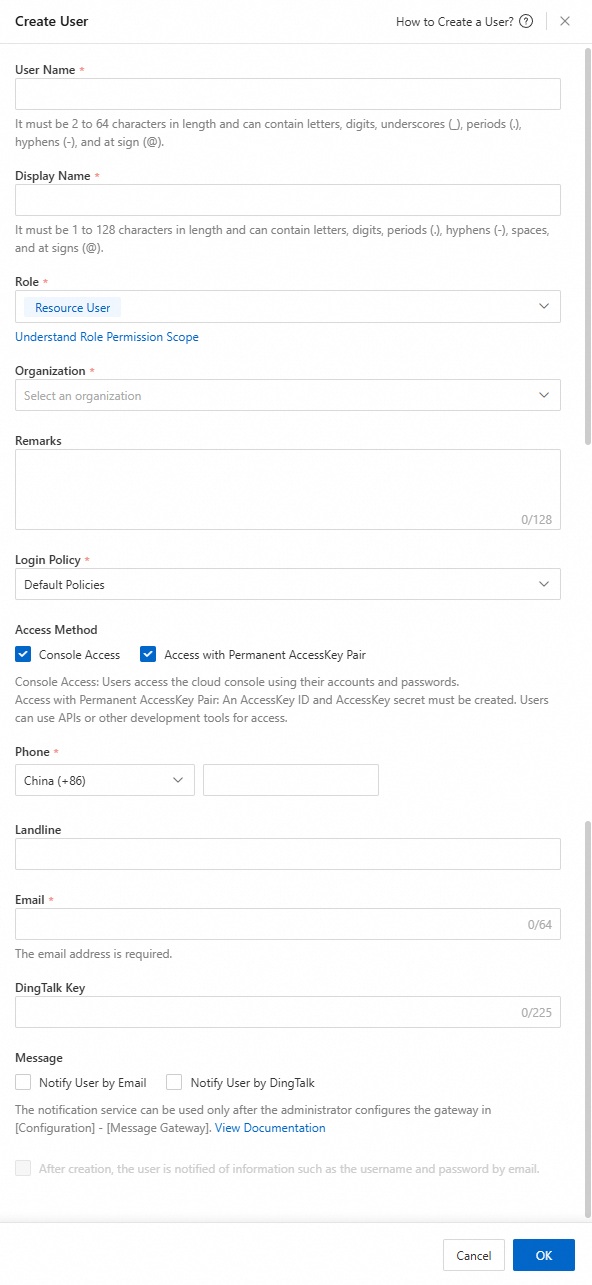 Create User
How to Create a User?
User Name *
It must be 2 to 64 characters in length and can contain letters, digits, underscores (_), periods (.),
hyphens (-), and at sign (@).
Display Name *
It must be 1 to 128 characters in length and can contain letters, digits, periods (.), hyphens (-), spaces,
and at signs (@).
Role *
Resource User
Understand Role Permission Scope
Organization *
Select an organization
Remarks
0/128
Login Policy *
Default Policies
Access Method
Console Access
Access with Permanent AccessKey Pair
Console Access: Users access the cloud console using their accounts and passwords.
Access with Permanent AccessKey Pair: An AccessKey ID and AccessKey secret must be created. Users
can use APIs or other development tools for access.
Phone *
China (+86)
Landline
Email *
0/64
The email address is required.
DingTalk Key
0/225
Message
Notify User by Email
Notify User by DingTalk
The notification service can be used only after the administrator configures the gateway in
[Configuration] - [Message Gateway]. View Documentation
After creation, the user is notified of information such as the username and password by email.
Cancel
OK